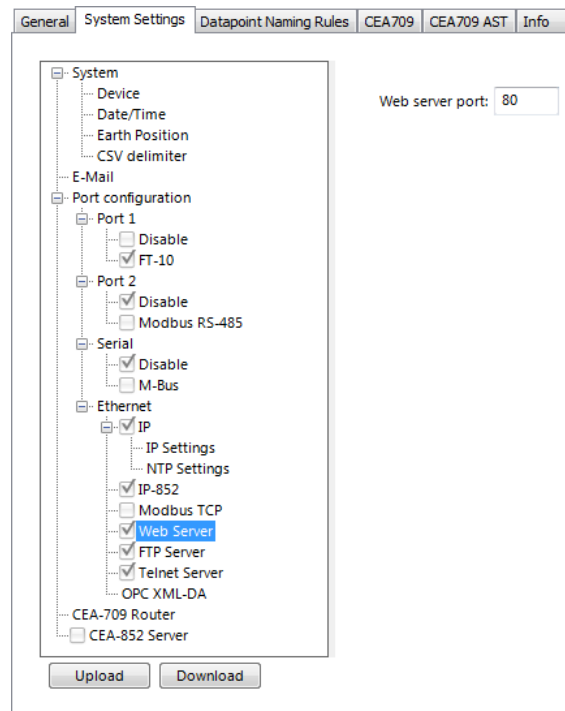 General System Settings Datapoint Naming Rules CEA709 CEA709 AST Info
System
Device
Web server port: 80
Date/Time
Earth Position
CSV delimiter
E-Mail
Port configuration
Port 1
Disable
FT-10
Port 2
Disable
Modbus RS-485
Serial
Disable
M-Bus
Ethernet
IP
IP Settings
NTP Settings
IP-852
Modbus TCP
Web Server
FTP Server
Telnet Server
OPC XML-DA
CEA-709 Router
CEA-852 Server
Upload Download